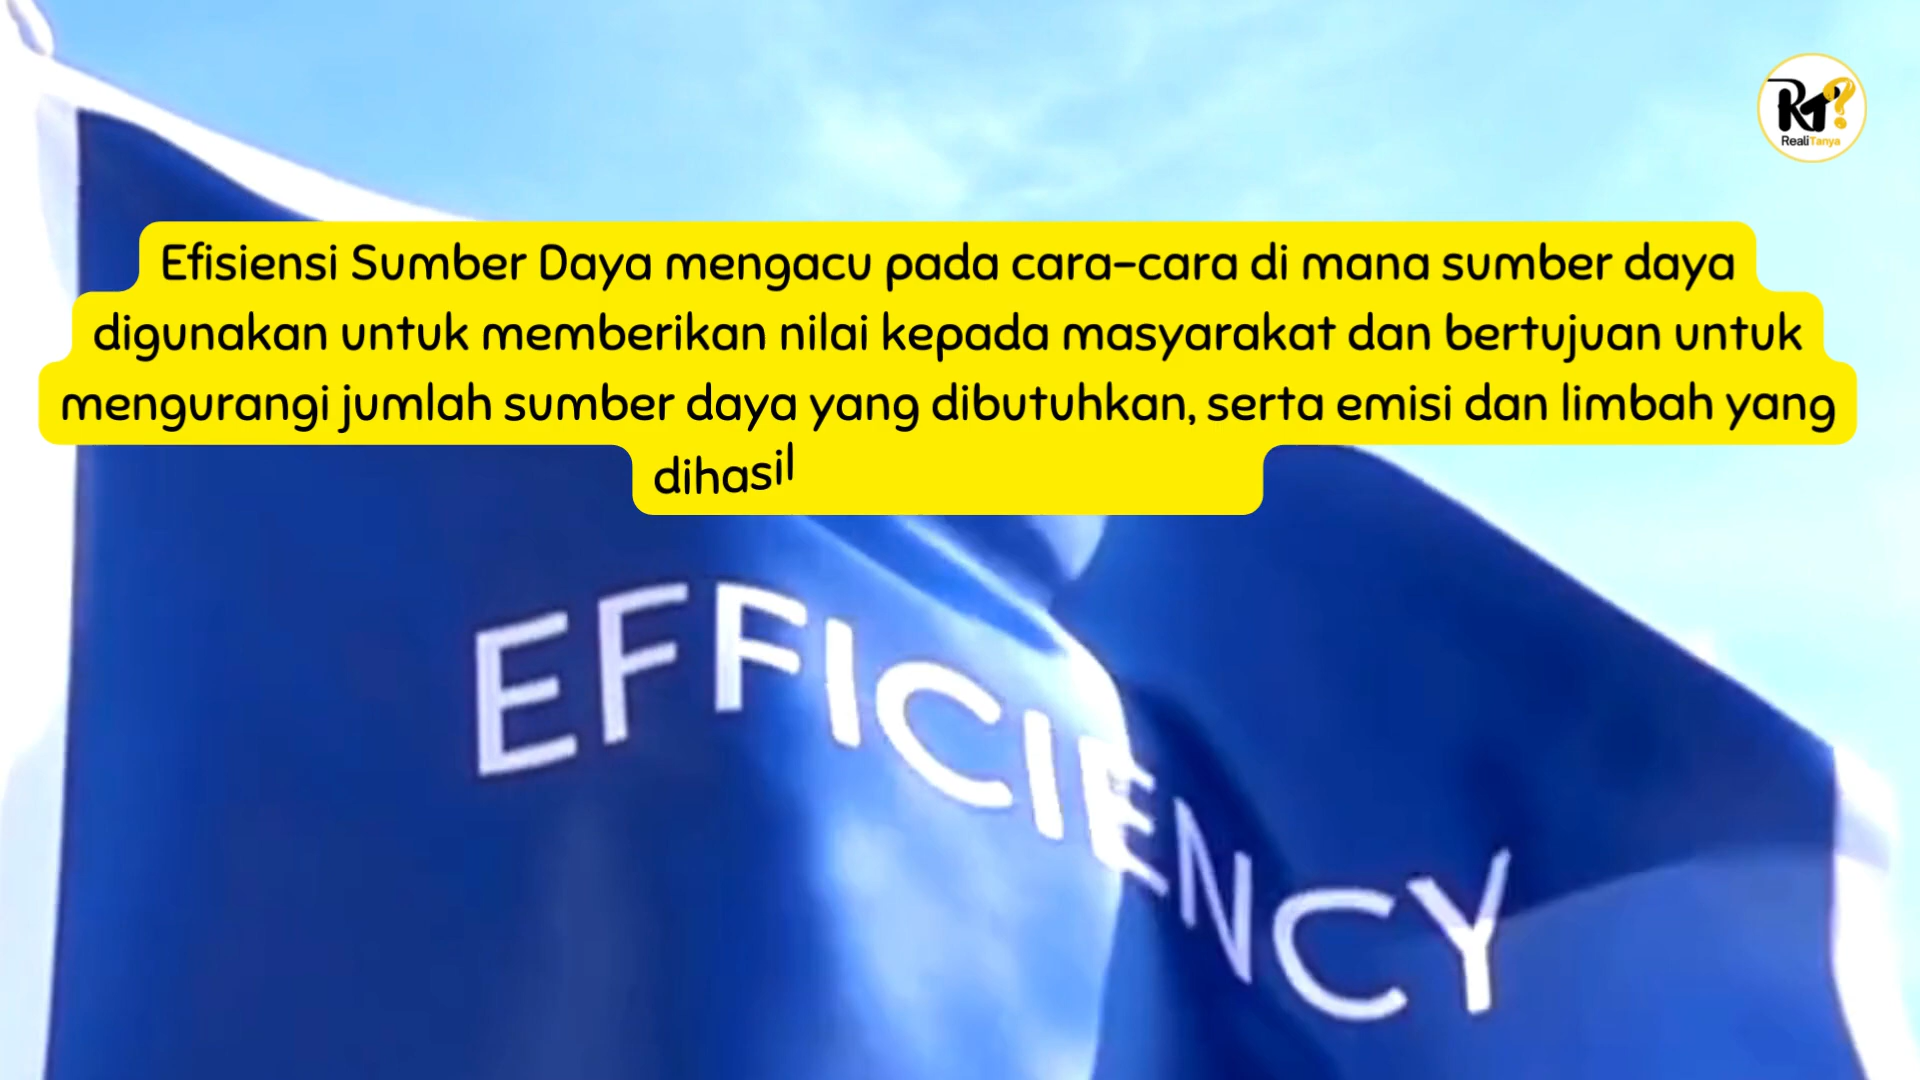 RT?
RealiTanya
Efisiensi Sumber Daya mengacu pada cara-cara di mana sumber daya
digunakan untuk memberikan nilai kepada masyarakat dan bertujuan untuk
mengurangi jumlah sumber daya yang dibutuhkan, serta emisi dan limbah yang
dihasil
EFFICIENCY